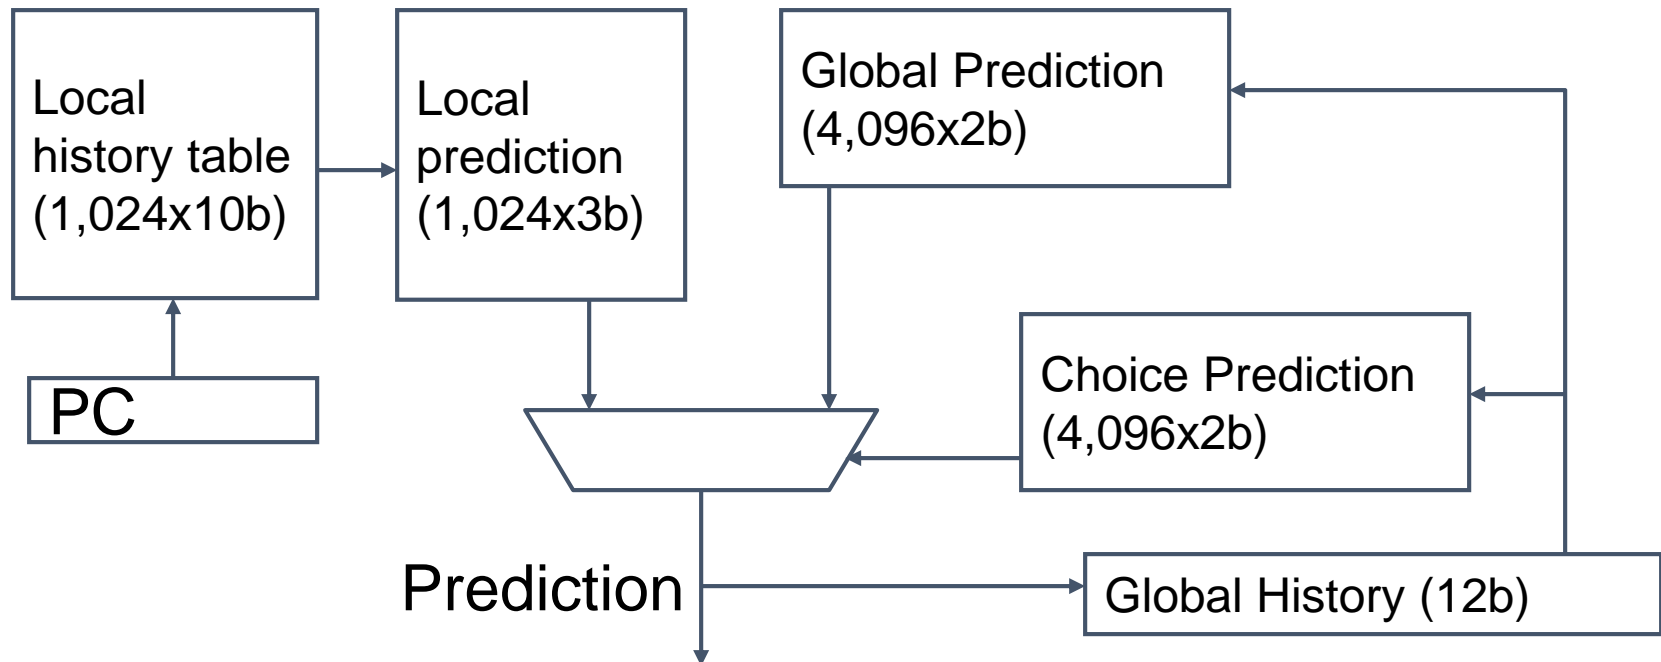 Local
history table
(1,024x10b)
Local
prediction
(1,024x3b)
Global Prediction
(4,096x2b)
PC
Choice Prediction
(4,096x2b)
Prediction
Global History (12b)